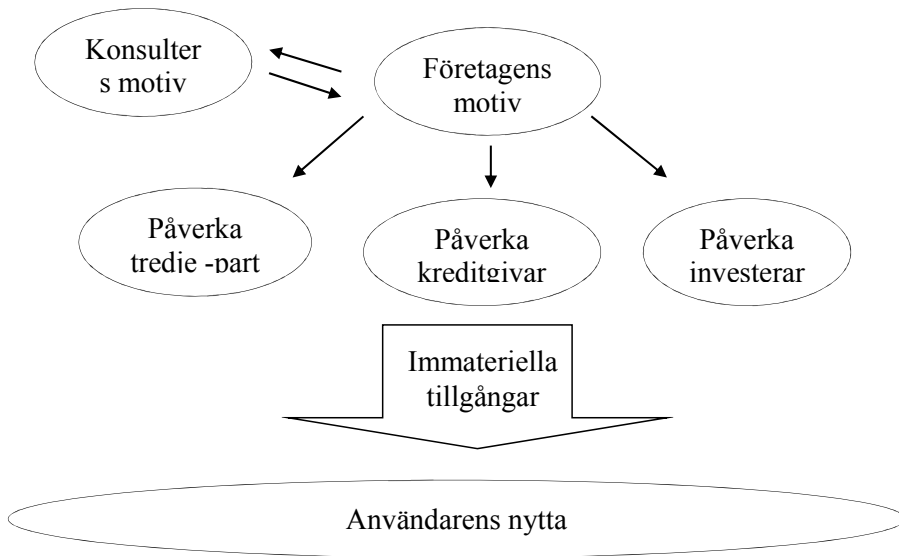 Konsulter
s motiv
Företagens
motiv
Påverka
tredje -part
Påverka
kreditgivar
Påverka
investerar
Immateriella
tillgångar
Användarens nytta